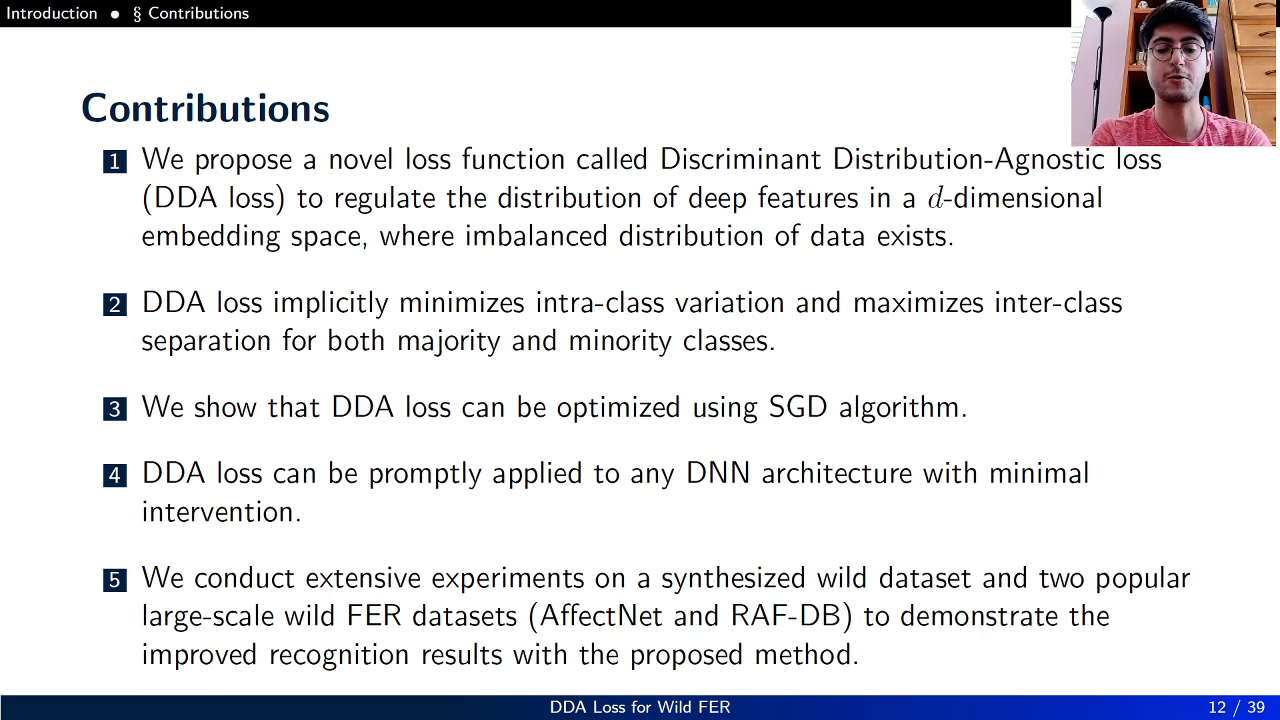 Introduction • § Contributions
Contributions
1 We propose a novel loss function called Discriminant Distribution-Agnostic loss
(DDA loss) to regulate the distribution of deep features in a d-dimensional
embedding space, where imbalanced distribution of data exists.
2 DDA loss implicitly minimizes intra-class variation and maximizes inter-class
separation for both majority and minority classes.
3 We show that DDA loss can be optimized using SGD algorithm.
4 DDA loss can be promptly applied to any DNN architecture with minimal
intervention.
5 We conduct extensive experiments on a synthesized wild dataset and two popular
large-scale wild FER datasets (AffectNet and RAF-DB) to demonstrate the
improved recognition results with the proposed method.
DDA Loss for Wild FER
12 / 39